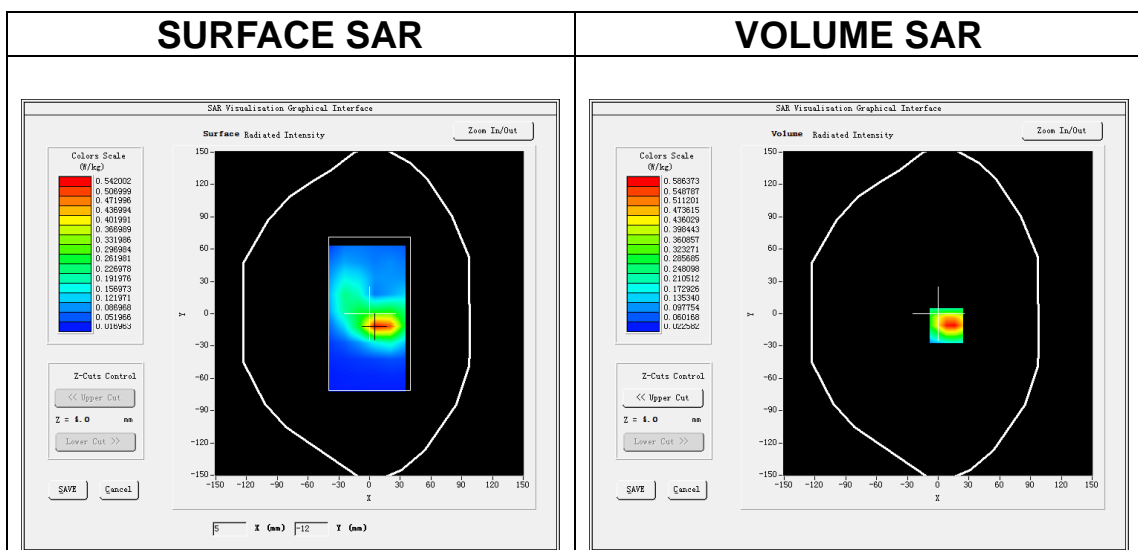 SURFACE SAR
VOLUME SAR
SAR Visualisation Graphical Interface
Surface Radiated Intensity
Zoom In/Out
Colors Scale
(W/kg)
0.542002
0.506999
0.471996
0.436994
0.401991
0.366989
0.331986
0.296984
0.261981
0.226978
0.191976
0.156973
0.121971
0.086968
0.051966
0.016963
Z-Cuts Control
<< Upper Cut
Z = 4.0 mm
Lower Cut >>
SAVE Cancel
150
120
90
60
30
0
-30
-60
-90
-120
-150
Y
-150 -120 -90 -60 -30 0 30 60 90 120 150
X
5 X (mm) -12 Y (mm)
SAR Visualisation Graphical Interface
Volume Radiated Intensity
Zoom In/Out
Colors Scale
(W/kg)
0.586373
0.548787
0.511201
0.473615
0.436029
0.398443
0.360857
0.323271
0.285685
0.248098
0.210512
0.172926
0.135340
0.097754
0.060168
0.022582
Z-Cuts Control
<< Upper Cut
Z = 4.0 mm
Lower Cut >>
SAVE Cancel
150
120
90
60
30
0
-30
-60
-90
-120
-150
Y
-150 -120 -90 -60 -30 0 30 60 90 120 150
X